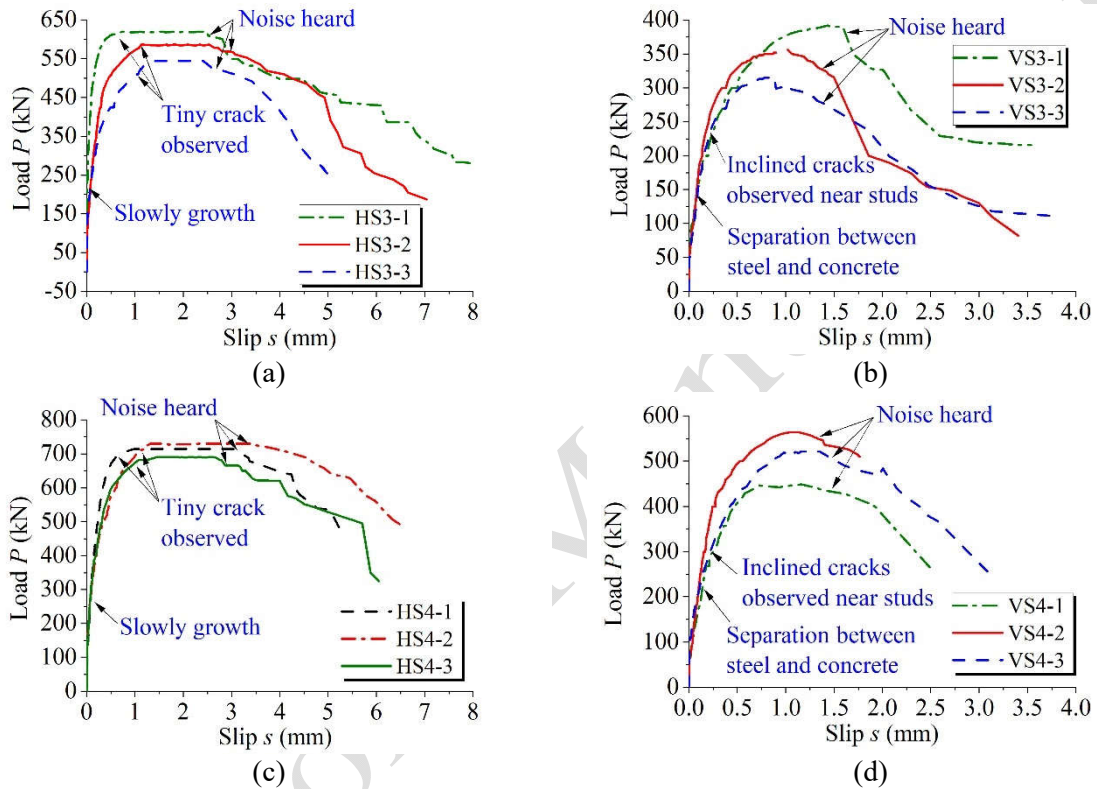 650
550
450
350
250
150
50
-50
Load P (kN)
Noise heard
Tiny crack
observed
Slowly growth
HS3-1
HS3-2
HS3-3
0 1 2 3 4 5 6 7 8
Slip s (mm)
(a)
400
350
300
250
200
150
100
50
0
Load P (kN)
Noise heard
VS3-1
VS3-2
VS3-3
Inclined cracks
observed near studs
Separation between
steel and concrete
0.0 0.5 1.0 1.5 2.0 2.5 3.0 3.5 4.0
Slip s (mm)
(b)
800
700
600
500
400
300
200
100
0
Load P (kN)
Noise heard
Tiny crack
observed
Slowly growth
HS4-1
HS4-2
HS4-3
0 1 2 3 4 5 6 7 8
Slip s (mm)
(c)
600
500
400
300
200
100
0
Load P (kN)
Noise heard
Inclined cracks
observed near studs
Separation between
steel and concrete
VS4-1
VS4-2
VS4-3
0.0 0.5 1.0 1.5 2.0 2.5 3.0 3.5 4.0
Slip s (mm)
(d)